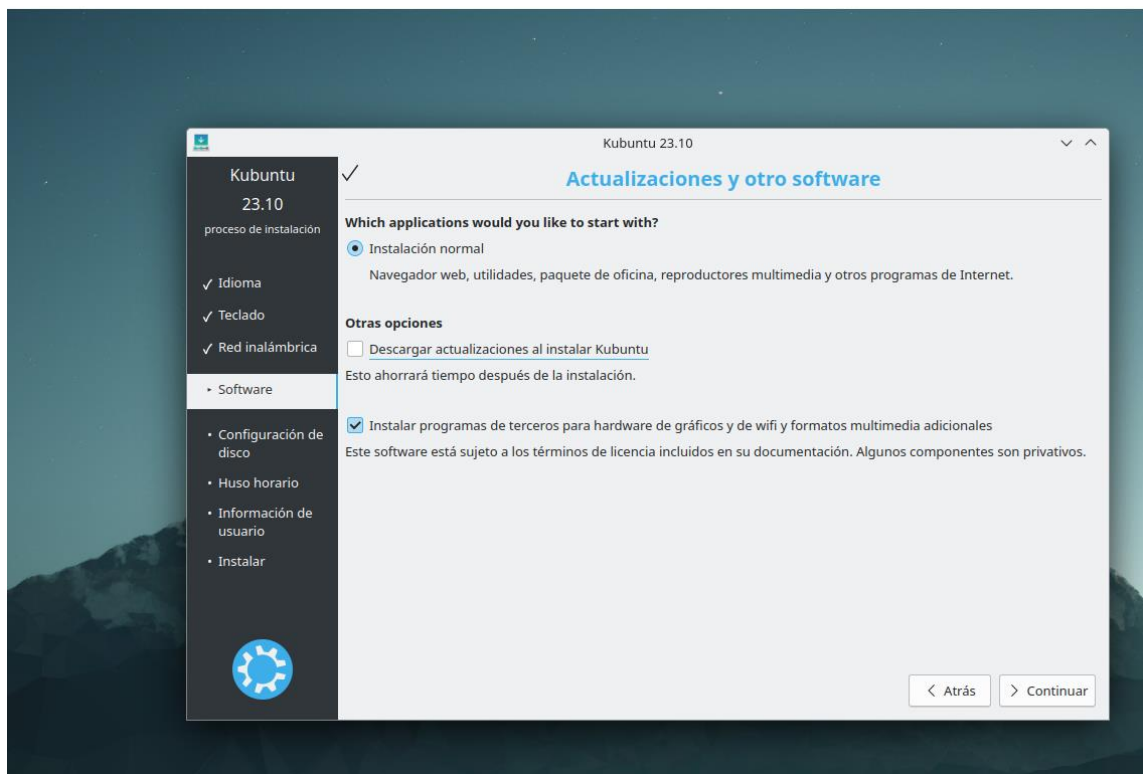 Kubuntu 23.10
Kubuntu
23.10
proceso de instalación
Idioma
Teclado
Red inalámbrica
Software
Configuración de
disco
Huso horario
Información de
usuario
Instalar
Actualizaciones y otro software
Which applications would you like to start with?
Instalación normal
Navegador web, utilidades, paquete de oficina, reproductores multimedia y otros programas de Internet.
Otras opciones
Descargar actualizaciones al instalar Kubuntu
Esto ahorrará tiempo después de la instalación.
Instalar programas de terceros para hardware de gráficos y de wifi y formatos multimedia adicionales
Este software está sujeto a los términos de licencia incluidos en su documentación. Algunos componentes son privativos.
Atrás
Continuar